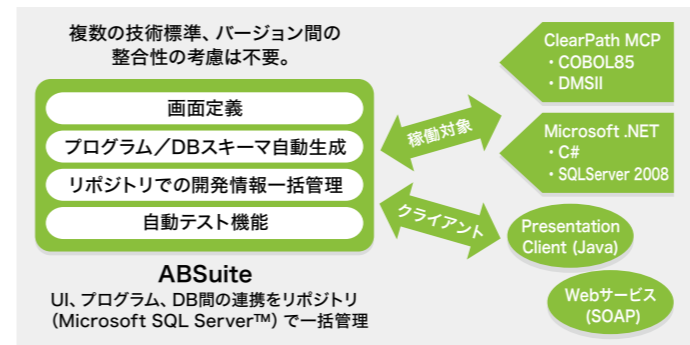 複数の技術標準、バージョン間の
整合性の考慮は不要。
画面定義
プログラム／DBスキーマ自動生成
リポジトリでの開発情報一括管理
自動テスト機能
ABSuite
UI、プログラム、DB間の連携をリポジトリ
（Microsoft SQL Server™）で一括管理
稼働対象
クライアント
ClearPath MCP
・COBOL85
・DMSII
Microsoft .NET
・C#
・SQLServer 2008
Presentation
Client (Java)
Webサービス
(SOAP)